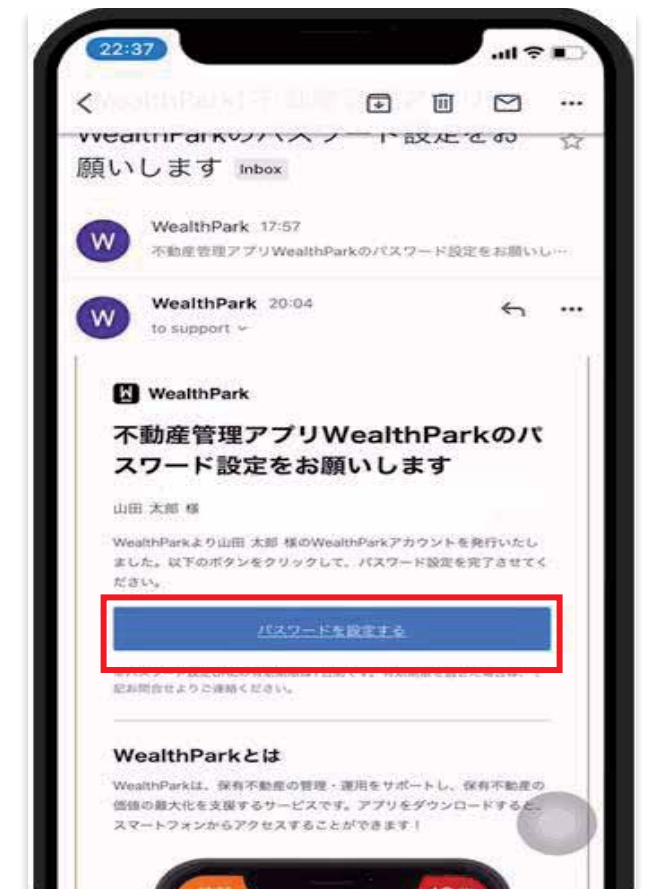 22:37
WealthParkのパスワード設定をお
願いします Inbox
W
WealthPark 17:57
不動産管理アプリWealthParkのパスワード設定をお願いし…
W
WealthPark 20:04
to support
WealthPark
不動産管理アプリWealthParkのパ
スワード設定をお願いします
山田 太郎 様
WealthParkより山田 太郎 様のWealthParkアカウントを発行いたし
ました。以下のボタンをクリックして、パスワード設定を完了させてく
ださい。
パスワードを設定する
記お問合せよりご連絡ください。
WealthParkとは
WealthParkは、保有不動産の管理・運用をサポートし、保有不動産の
価値の最大化を支援するサービスです。アプリをダウンロードすると、
スマートフォンからアクセスすることができます！